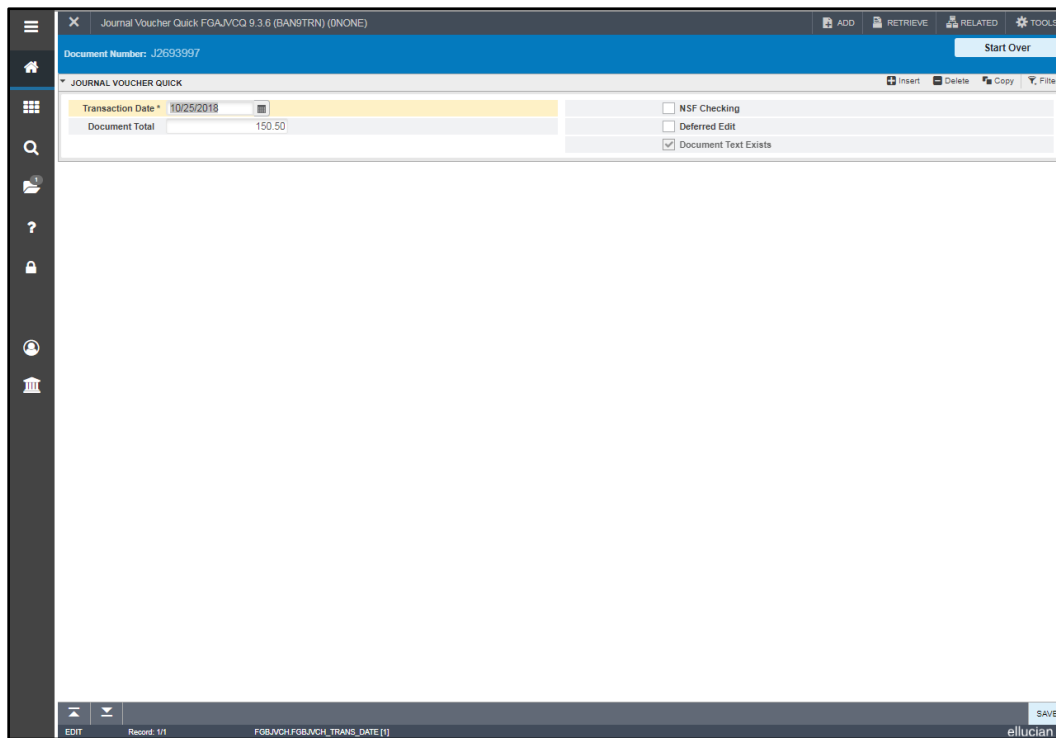 Journal Voucher Quick FGAJVCQ 9.3.6 (BAN9TRN) (0NONE) ADD RETRIEVE RELATED TOOLS
Document Number: J2693997 Start Over
JOURNAL VOUCHER QUICK Insert Delete Copy Filter
Transaction Date * 10/25/2018 NSF Checking
Document Total 150.50 Deferred Edit
Document Text Exists
1
?
SAVE
EDIT Record: 1/1 FGBJVCH.FGBJVCH_TRANS_DATE [1] ellucian